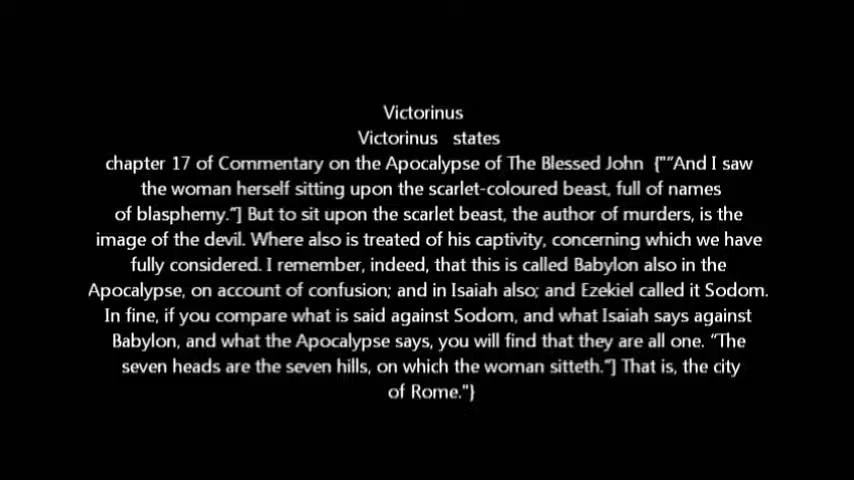 Victorinus
Victorinus states
chapter 17 of Commentary on the Apocalypse of The Blessed John {"“And I saw
the woman herself sitting upon the scarlet-coloured beast, full of names
of blasphemy.”] But to sit upon the scarlet beast, the author of murders, is the
image of the devil. Where also is treated of his captivity, concerning which we have
fully considered. I remember, indeed, that this is called Babylon also in the
Apocalypse, on account of confusion; and in Isaiah also; and Ezekiel called it Sodom.
In fine, if you compare what is said against Sodom, and what Isaiah says against
Babylon, and what the Apocalypse says, you will find that they are all one. “The
seven heads are the seven hills, on which the woman sitteth.”] That is, the city
of Rome."}